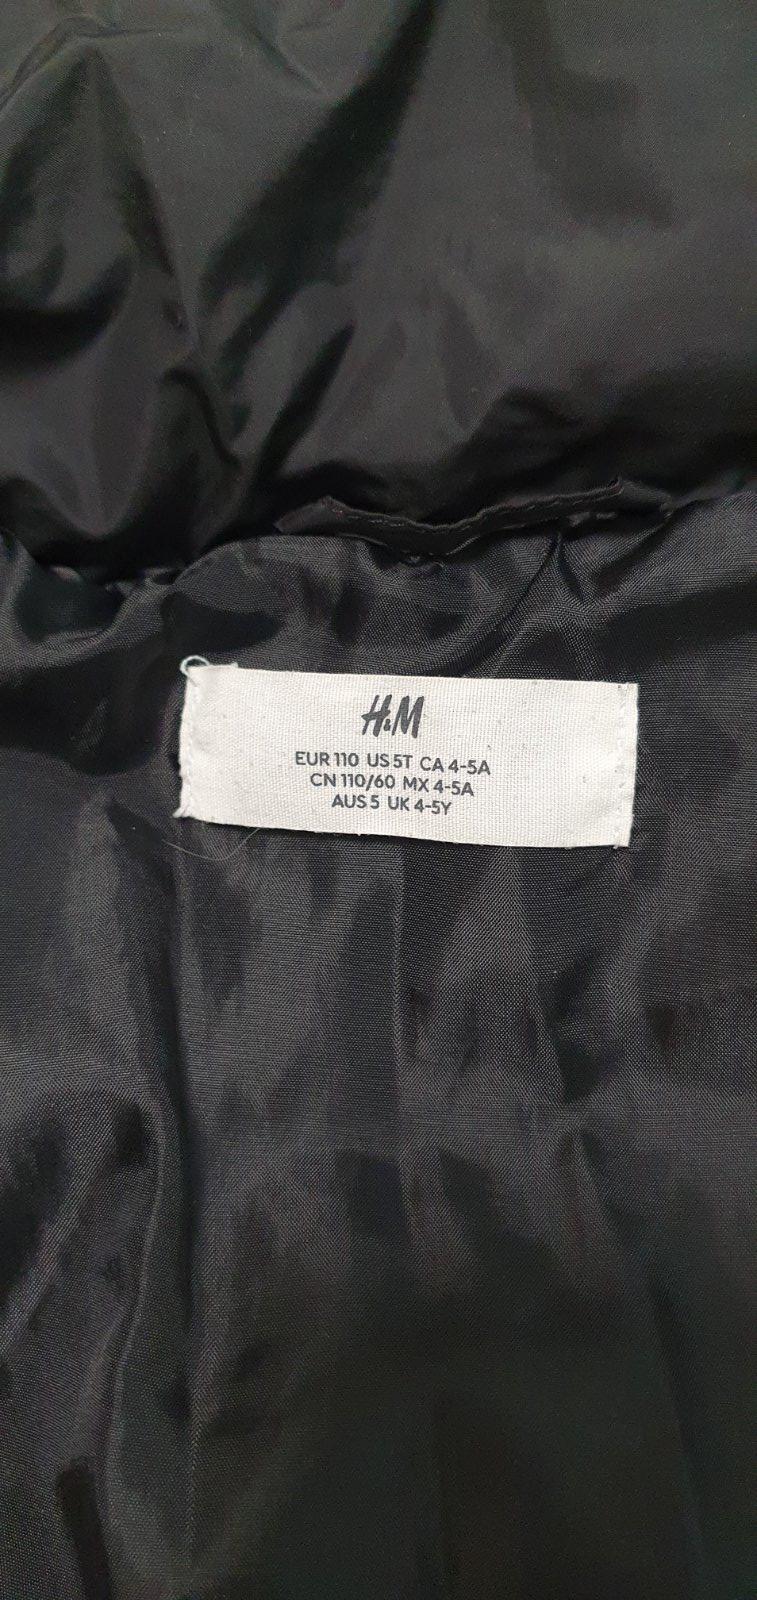 H&M
EUR 110 US 5T CA 4-5A
CN 110/60 MX 4-5A
AUS 5 UK 4-5Y